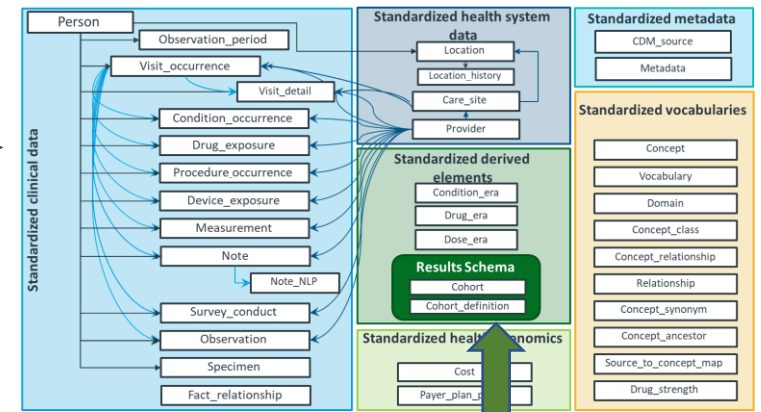 Person
Observation_period
Visit_occurrence
Visit_detail
Condition_occurrence
Drug_exposure
Procedure_occurrence
Device_exposure
Measurement
Note
Note_NLP
Survey_conduct
Observation
Specimen
Fact_relationship
Standardized clinical data
Standardized health system
data
Location
Location_history
Care_site
Provider
Standardized derived
elements
Condition_era
Drug_era
Dose_era
Results Schema
Cohort
Cohort_definition
Standardized health
Cost
Standardized metadata
CDM_source
Metadata
Standardized vocabularies
Concept
Vocabulary
Domain
Concept_class
Concept_relationship
Relationship
Concept_synonym
Concept_ancestor
Source_to_concept_map
Drug_strength